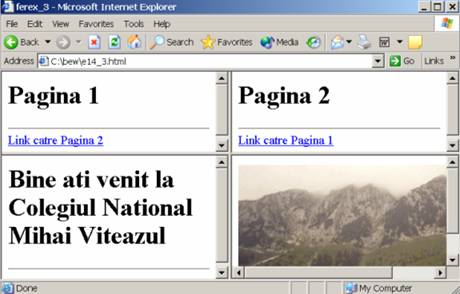 ferex_3 - Microsoft Internet Explorer
File Edit View Favorites Tools Help
Back Search Favorites Media
Address C:\bew\e14_3.html Go Links »
Pagina 1
Link catre Pagina 2
Pagina 2
Link catre Pagina 1
Bine ati venit la
Colegiul National
Mihai Viteazul
Done My Computer